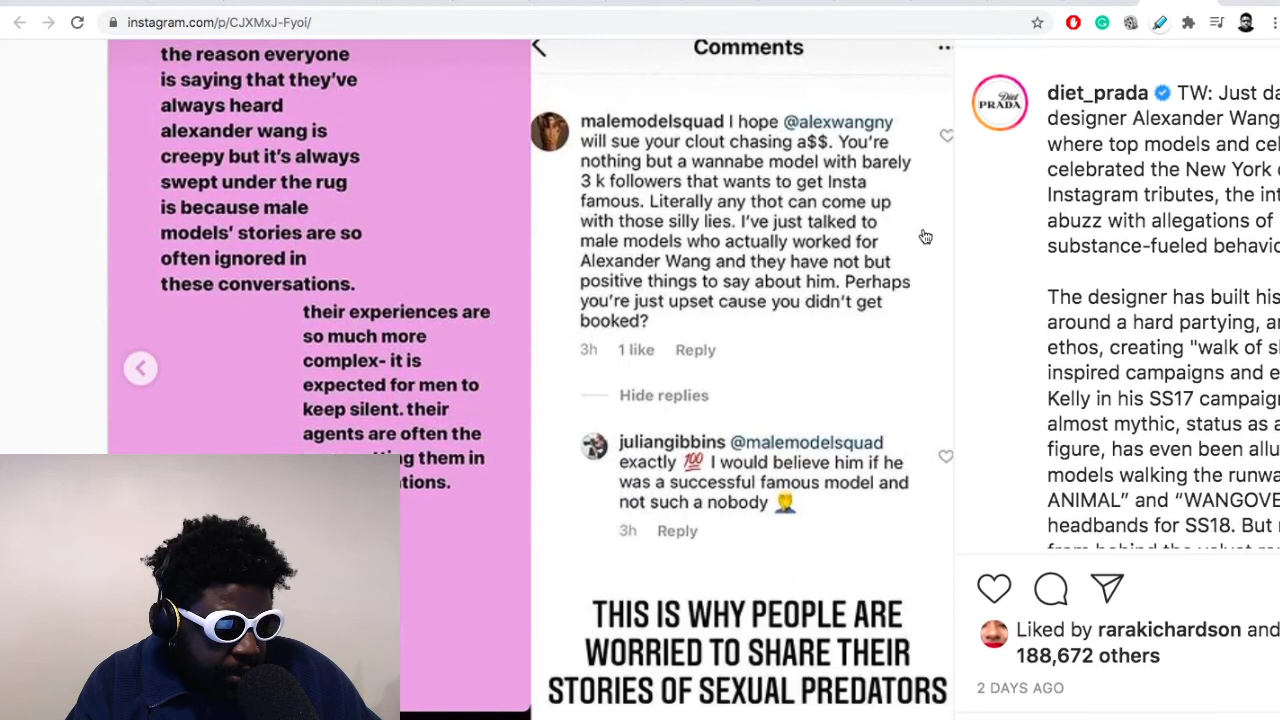 instagram.com/p/CJXMxJ-Fyoi/
the reason everyone
is saying that they've
always heard
alexander wang is
creepy but it's always
swept under the rug
is because male
models' stories are so
often ignored in
these conversations.
their experiences are
so much more
complex- it is
expected for men to
keep silent. their
agents are often the
them in
Comments
malemodelsquad I hope @alexwangny
will sue your clout chasing a$$. You're
nothing but a wannabe model with barely
3 k followers that wants to get Insta
famous. Literally any thot can come up
with those silly lies. I've just talked to
male models who actually worked for
Alexander Wang and they have not but
positive things to say about him. Perhaps
you're just upset cause you didn't get
booked?
3h 1 like Reply
Hide replies
juliangibbins @malemodelsquad
exactly 💯 I would believe him if he
was a successful famous model and
not such a nobody 🤦
3h Reply
THIS IS WHY PEOPLE ARE
WORRIED TO SHARE THEIR
STORIES OF SEXUAL PREDATORS
Diet
PRADA
diet_prada TW: Just da
designer Alexander Wang
where top models and cel
celebrated the New York
Instagram tributes, the int
abuzz with allegations of
substance-fueled behavio
The designer has built his
around a hard partying, a
ethos, creating "walk of s
inspired campaigns and e
Kelly in his SS17 campaig
almost mythic, status as a
figure, has even been allu
models walking the runwa
ANIMAL" and "WANGOVE
headbands for SS18. But
Liked by rarakichardson and
188,672 others
2 DAYS AGO